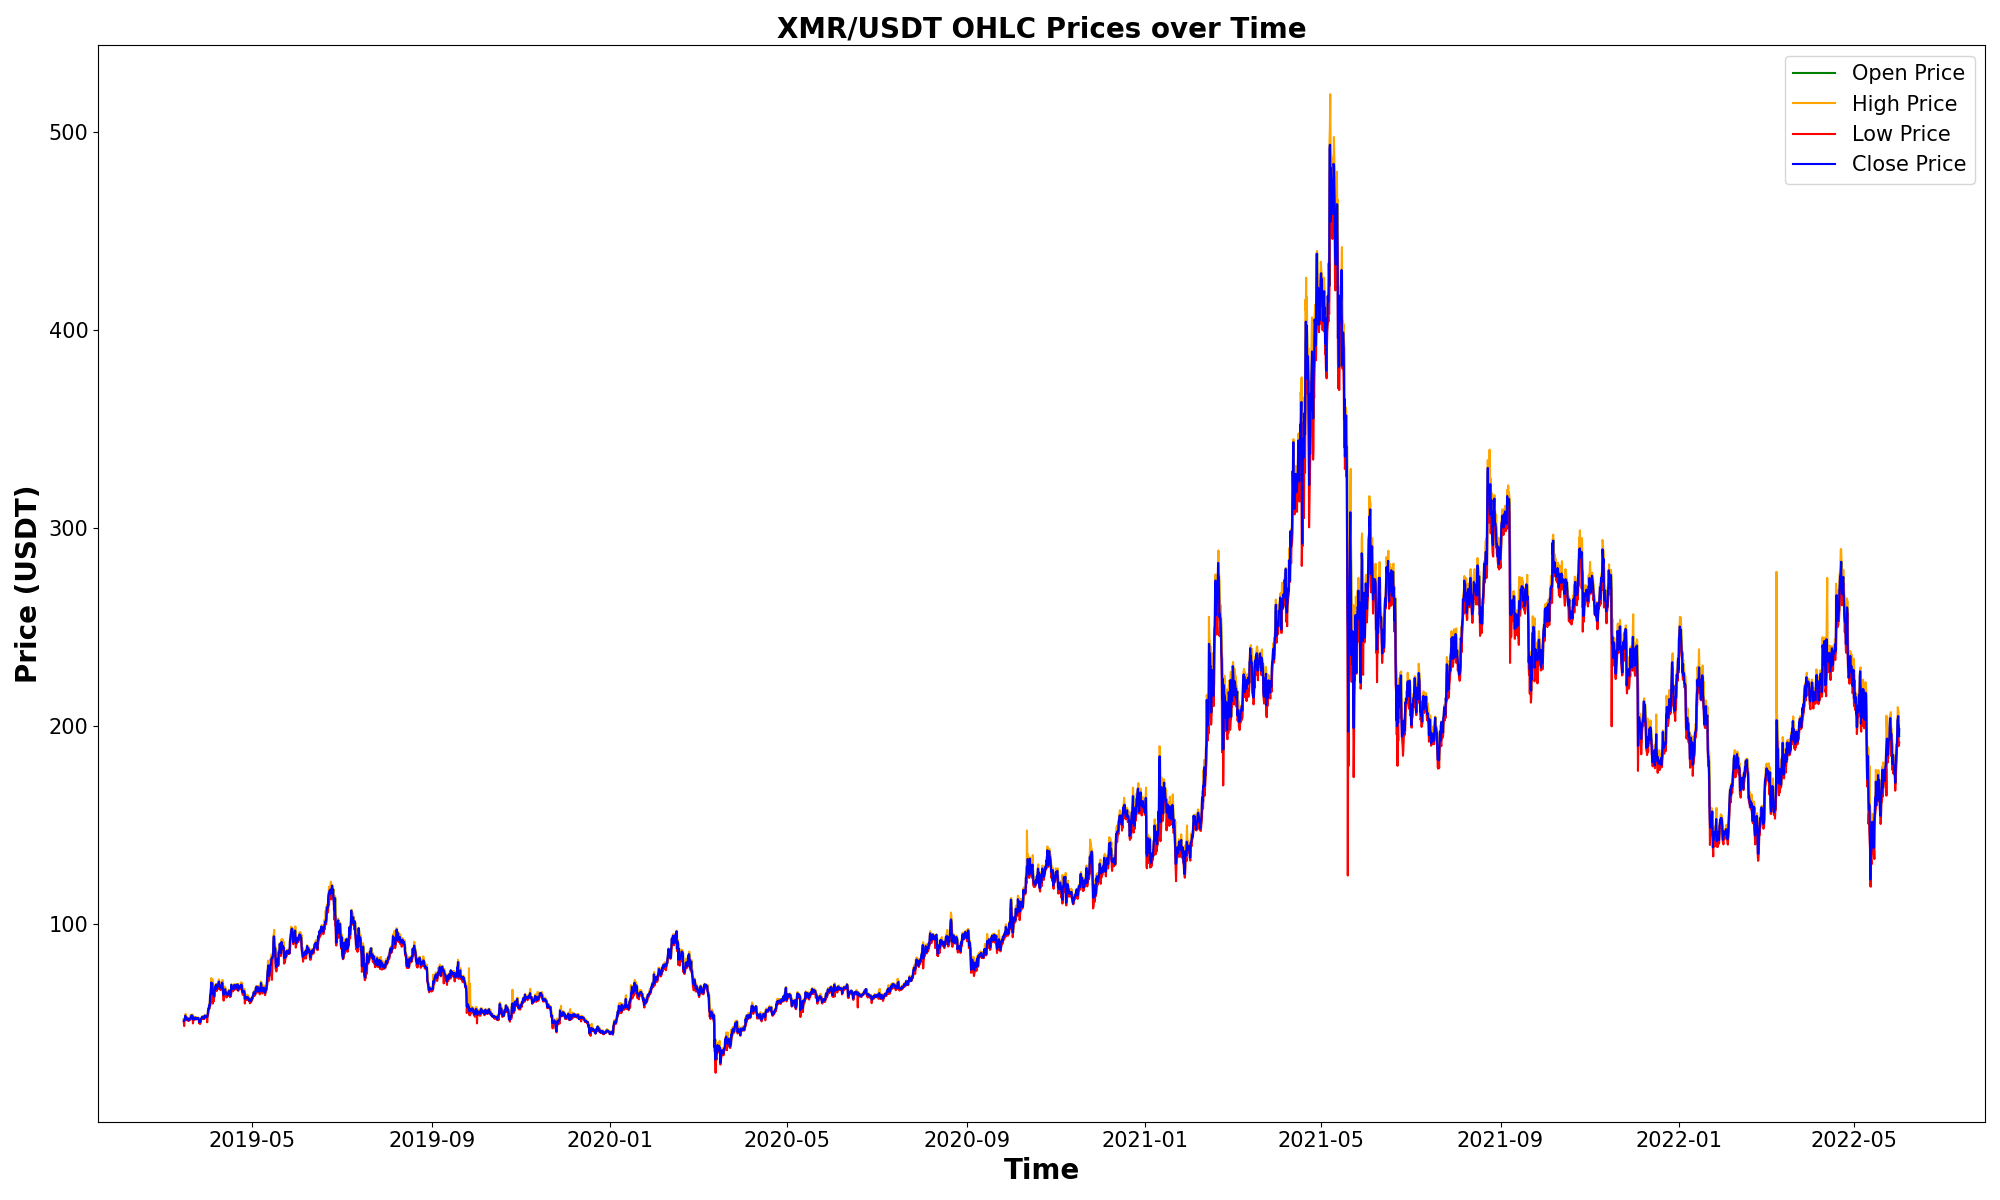 XMR/USDT OHLC Prices over Time
Open Price
High Price
Low Price
Close Price
Price (USDT)
500
400
300
200
100
2019-05 2019-09 2020-01 2020-05 2020-09 2021-01 2021-05 2021-09 2022-01 2022-05
Time